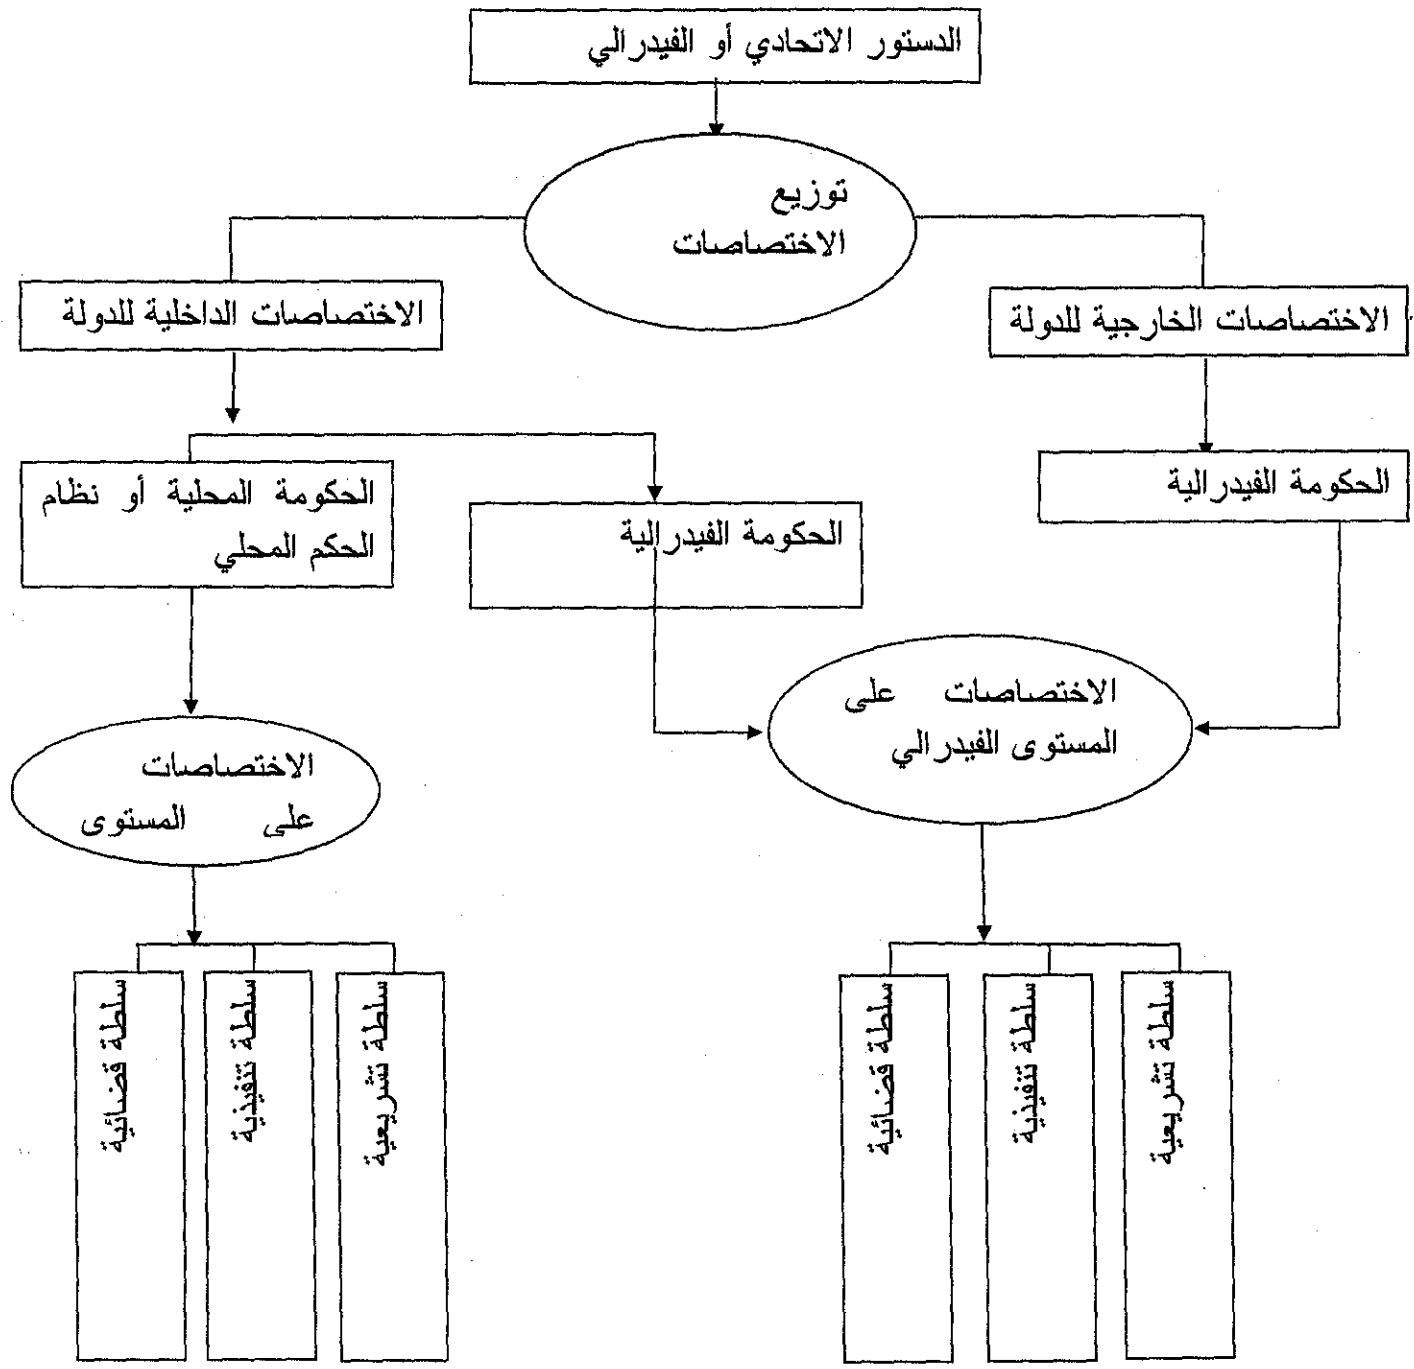 الدستور الاتحادي أو الفيدرالي
توزيع
الاختصاصات
الاختصاصات الخارجية للدولة
الاختصاصات الداخلية للدولة
الحكومة الفيدرالية
الحكومة الفيدرالية
الحكومة المحلية أو نظام
الحكم المحلي
الاختصاصات على
المستوى الفيدرالي
الاختصاصات
على المستوى
سلطة تشريعية
سلطة تنفيذية
سلطة قضائية
سلطة تشريعية
سلطة تنفيذية
سلطة قضائية